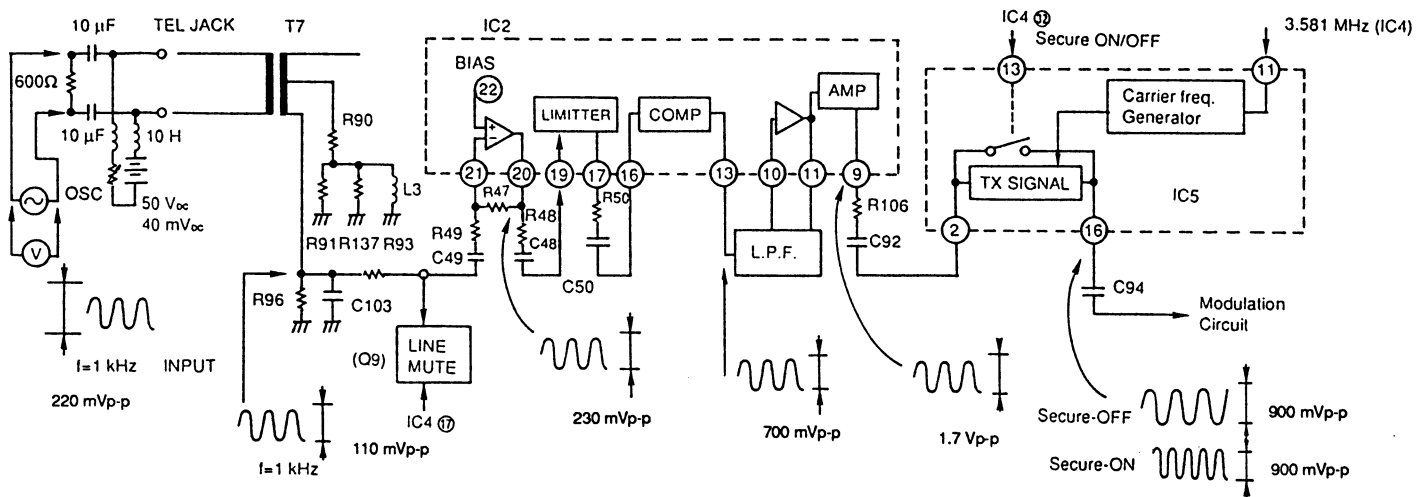 10 μF
TEL JACK
T7
600Ω
10 μF
10 H
OSC
50 VDC
40 mVDC
V
f=1 kHz
INPUT
220 mVp-p
R90
L3
R91 R137 R93
R96
C103
(Q9)
LINE
MUTE
IC4 ⑰
f=1 kHz
110 mVp-p
IC2
BIAS
22
+
−
LIMITTER
COMP
AMP
21
20
19
17
16
13
10
11
9
R47
R49
C49
R48
C48
R50
C50
L.P.F.
R106
C92
230 mVp-p
700 mVp-p
1.7 Vp-p
IC4 ㉜
Secure ON/OFF
3.581 MHz (IC4)
13
11
Carrier freq.
Generator
TX SIGNAL
IC5
2
16
C94
Modulation
Circuit
Secure-OFF
900 mVp-p
Secure-ON
900 mVp-p